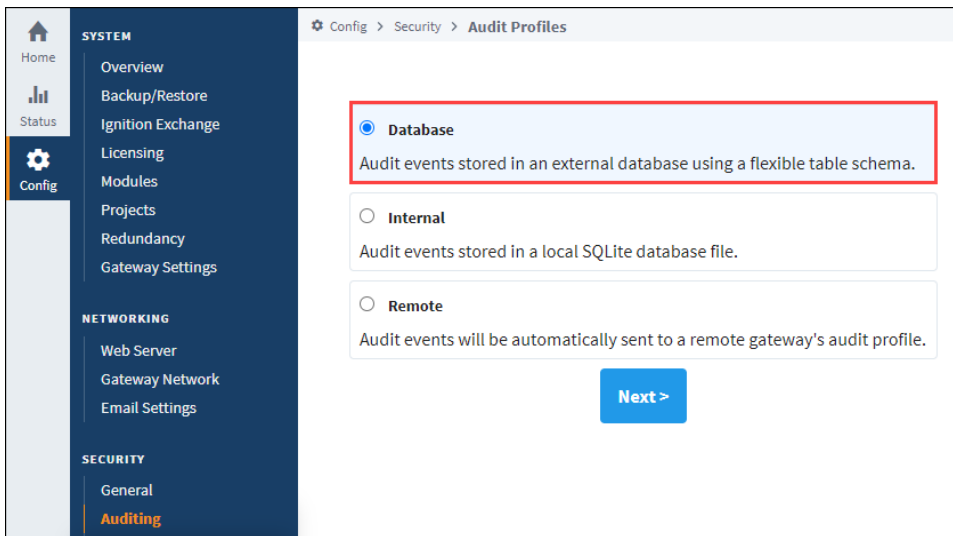 Home
Status
Config
SYSTEM
Overview
Backup/Restore
Ignition Exchange
Licensing
Modules
Projects
Redundancy
Gateway Settings
NETWORKING
Web Server
Gateway Network
Email Settings
SECURITY
General
Auditing
Config > Security > Audit Profiles
Database
Audit events stored in an external database using a flexible table schema.
Internal
Audit events stored in a local SQLite database file.
Remote
Audit events will be automatically sent to a remote gateway's audit profile.
Next >